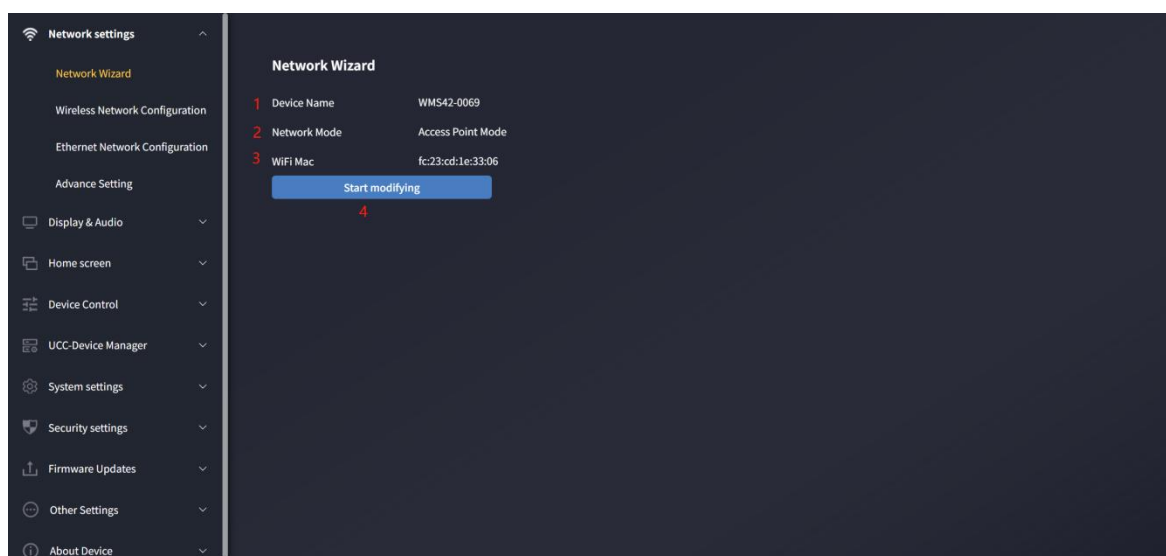 Network settings
Network Wizard
Wireless Network Configuration
Ethernet Network Configuration
Advance Setting
Display & Audio
Home screen
Device Control
UCC-Device Manager
System settings
Security settings
Firmware Updates
Other Settings
About Device
Network Wizard
1 Device Name WMS42-0069
2 Network Mode Access Point Mode
3 WiFi Mac fc:23:cd:1e:33:06
Start modifying
4